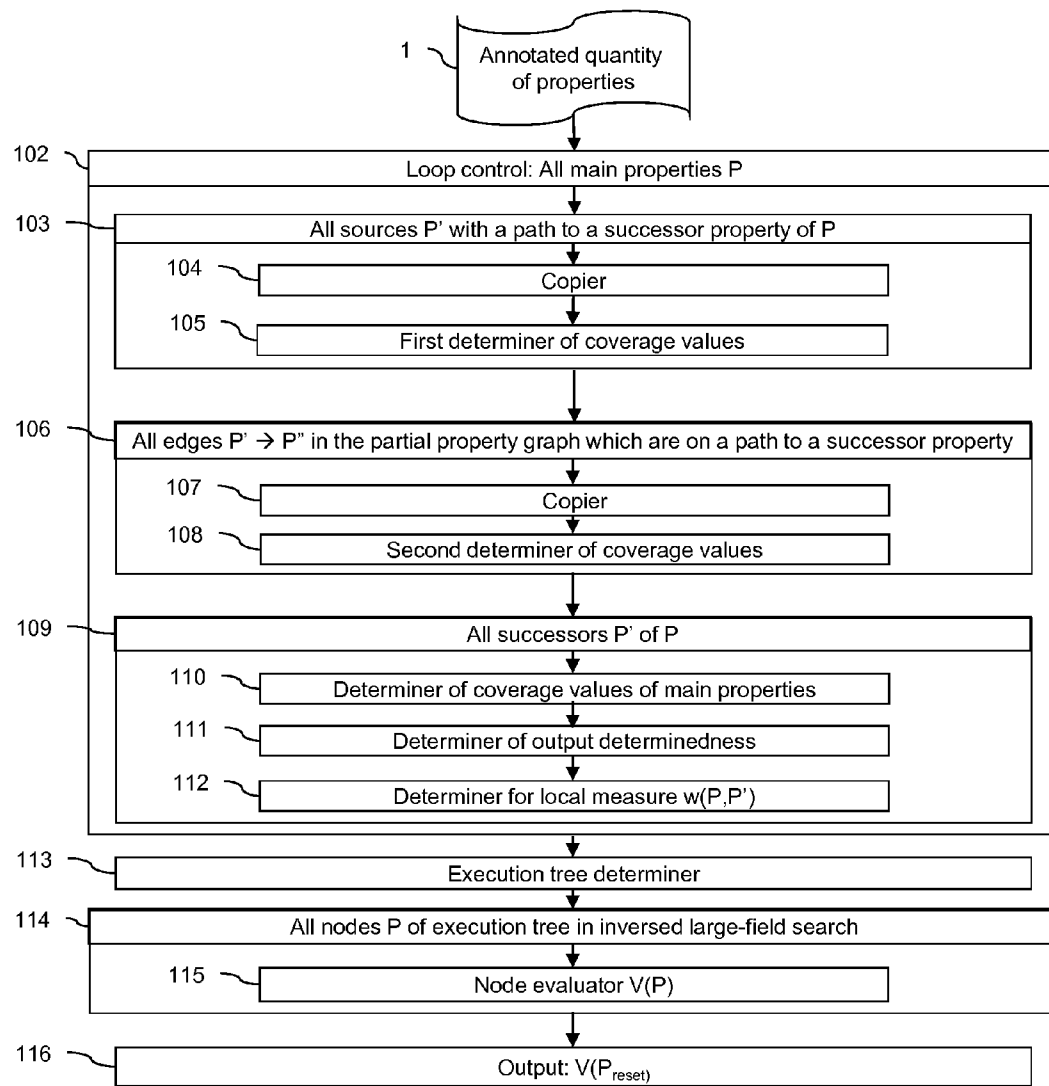 1
Annotated quantity
of properties
102
Loop control: All main properties P
103
All sources P' with a path to a successor property of P
104
Copier
105
First determiner of coverage values
106
All edges P' → P" in the partial property graph which are on a path to a successor property
107
Copier
108
Second determiner of coverage values
109
All successors P' of P
110
Determiner of coverage values of main properties
111
Determiner of output determinedness
112
Determiner for local measure w(P,P')
113
Execution tree determiner
114
All nodes P of execution tree in inversed large-field search
115
Node evaluator V(P)
116
Output: V(Preset)